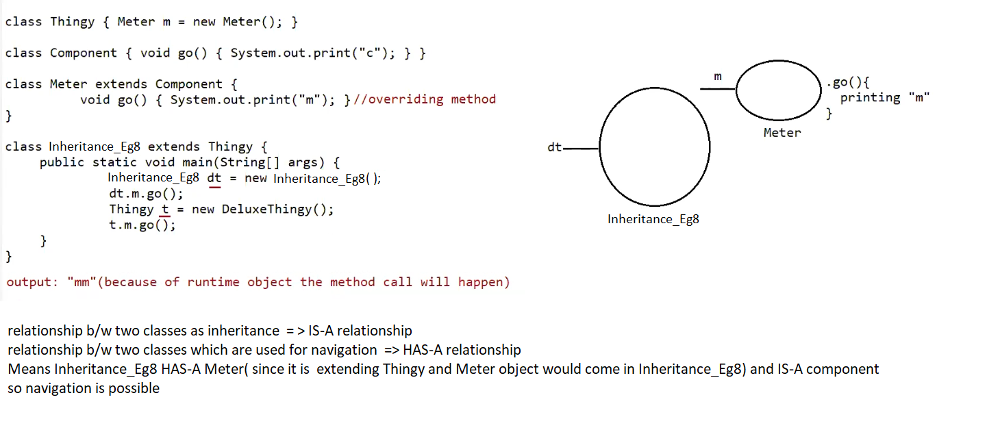 class Thingy { Meter m = new Meter(); }
class Component { void go() { System.out.print("c"); } }
class Meter extends Component {
void go() { System.out.print("m"); }//overriding method
}
class Inheritance_Eg8 extends Thingy {
public static void main(String[] args) {
Inheritance_Eg8 dt = new Inheritance_Eg8( );
dt.m.go();
Thingy t = new DeluxeThingy();
t.m.go();
}
}
output: "mm"(because of runtime object the method call will happen)
dt
Inheritance_Eg8
m
Meter
.go(){
printing "m"
}
relationship b/w two classes as inheritance = > IS-A relationship
relationship b/w two classes which are used for navigation => HAS-A relationship
Means Inheritance_Eg8 HAS-A Meter( since it is extending Thingy and Meter object would come in Inheritance_Eg8) and IS-A component
so navigation is possible